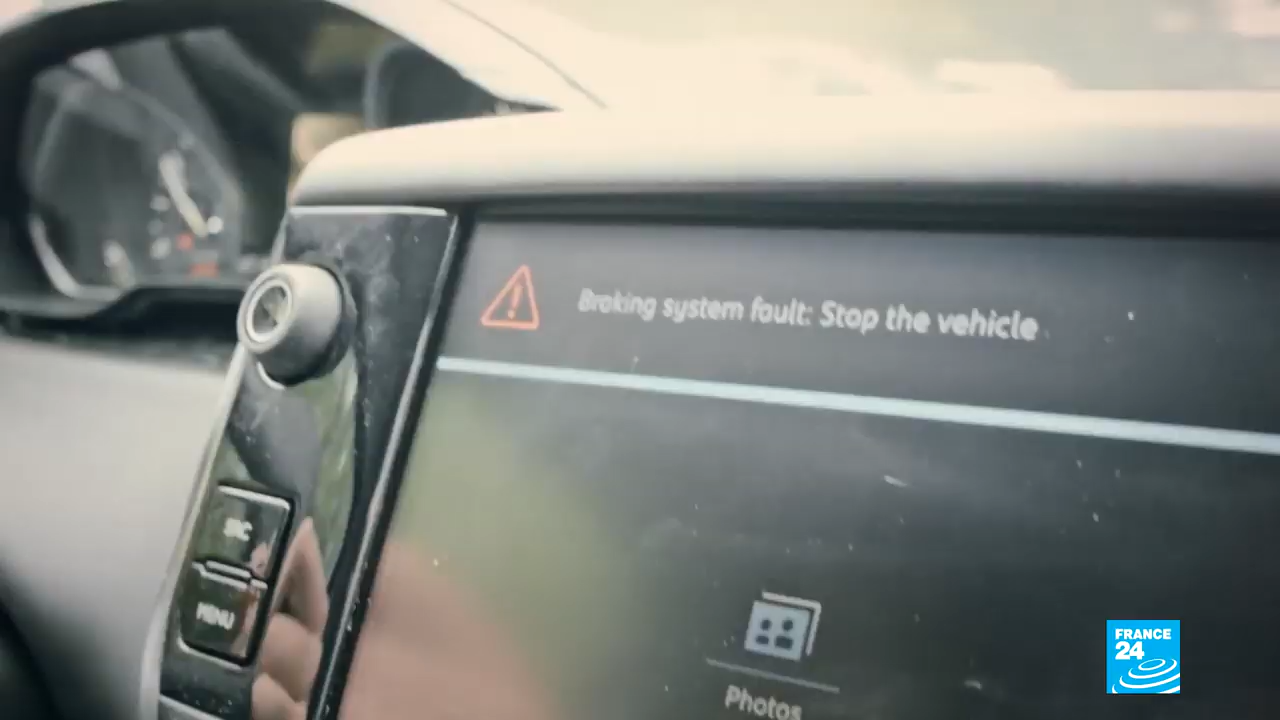 Braking system fault: Stop the vehicle
SRC
MENU
Photos
FRANCE
24